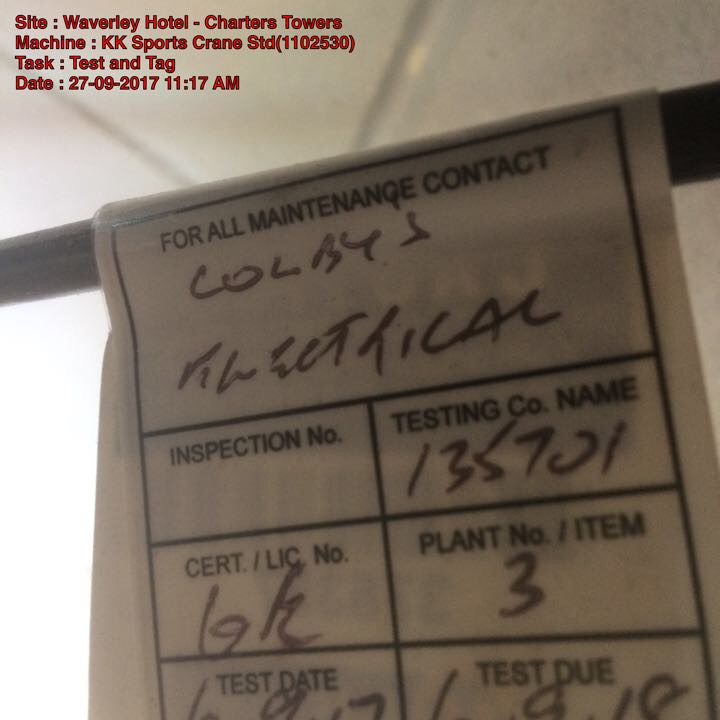 Site : Waverley Hotel - Charters Towers
Machine : KK Sports Crane Std(1102530)
Task : Test and Tag
Date : 27-09-2017 11:17 AM
FOR ALL MAINTENANCE CONTACT
COLBYS
ELECTRICAL
INSPECTION No.
TESTING Co. NAME
135701
CERT. / LIC. No.
PLANT No. / ITEM
3
TEST DATE
TEST DUE